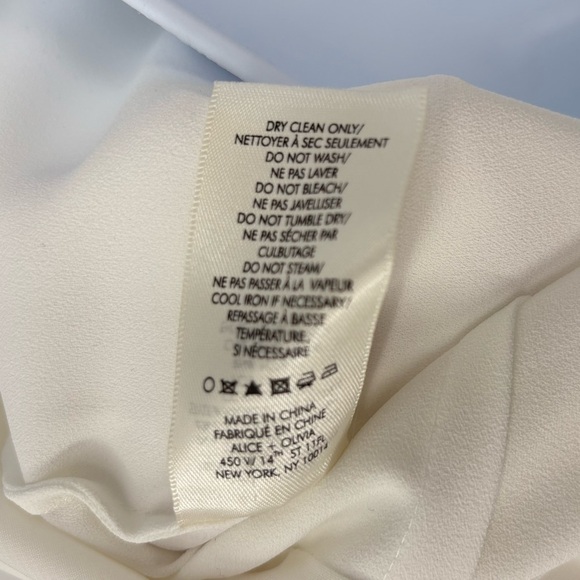 DRY CLEAN ONLY/
NETTOYER À SEC SEULEMENT
DO NOT WASH/
NE PAS LAVER
DO NOT BLEACH/
NE PAS JAVELLISER
DO NOT TUMBLE DRY/
NE PAS SÉCHER PAR
CULBUTAGE
DO NOT STEAM/
NE PAS PASSER À LA VAPEUR
COOL IRON IF NECESSARY/
REPASSAGE À BASSE
TEMPÉRATURE,
SI NÉCESSAIRE
MADE IN CHINA
FABRIQUÉ EN CHINE
ALICE + OLIVIA
450 W 14TH ST 11FL
NEW YORK, NY 10014